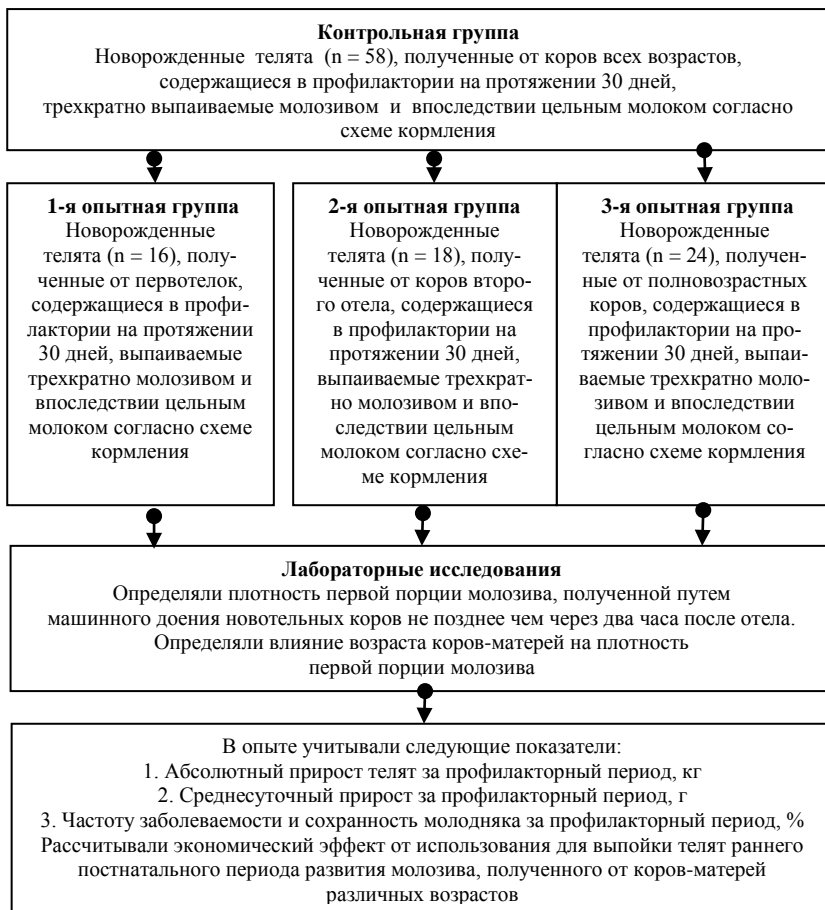 Контрольная группа
Новорожденные телята (n = 58), полученные от коров всех возрастов,
содержащиеся в профилактории на протяжении 30 дней,
трехкратно выпаиваемые молозивом и впоследствии цельным молоком согласно
схеме кормления
1-я опытная группа
Новорожденные
телята (n = 16), полу-
ченные от первотелок,
содержащиеся в профи-
лактории на протяжении
30 дней, выпаиваемые
трехкратно молозивом и
впоследствии цельным
молоком согласно схеме
кормления
2-я опытная группа
Новорожденные
телята (n = 18), полу-
ченные от коров второ-
го отела, содержащиеся
в профилактории на
протяжении 30 дней,
выпаиваемые трехкрат-
но молозивом и впо-
следствии цельным
молоком согласно схе-
ме кормления
3-я опытная группа
Новорожденные
телята (n = 24), получен-
ные от полновозрастных
коров, содержащиеся в
профилактории на про-
тяжении 30 дней, выпаи-
ваемые трехкратно моло-
зивом и впоследствии
цельным молоком со-
гласно схеме кормления
Лабораторные исследования
Определяли плотность первой порции молозива, полученной путем
машинного доения новотельных коров не позднее чем через два часа после отела.
Определяли влияние возраста коров-матерей на плотность
первой порции молозива
В опыте учитывали следующие показатели:
1. Абсолютный прирост телят за профилакторный период, кг
2. Среднесуточный прирост за профилакторный период, г
3. Частоту заболеваемости и сохранность молодняка за профилакторный период, %
Рассчитывали экономический эффект от использования для выпойки телят раннего
постнатального периода развития молозива, полученного от коров-матерей
различных возрастов